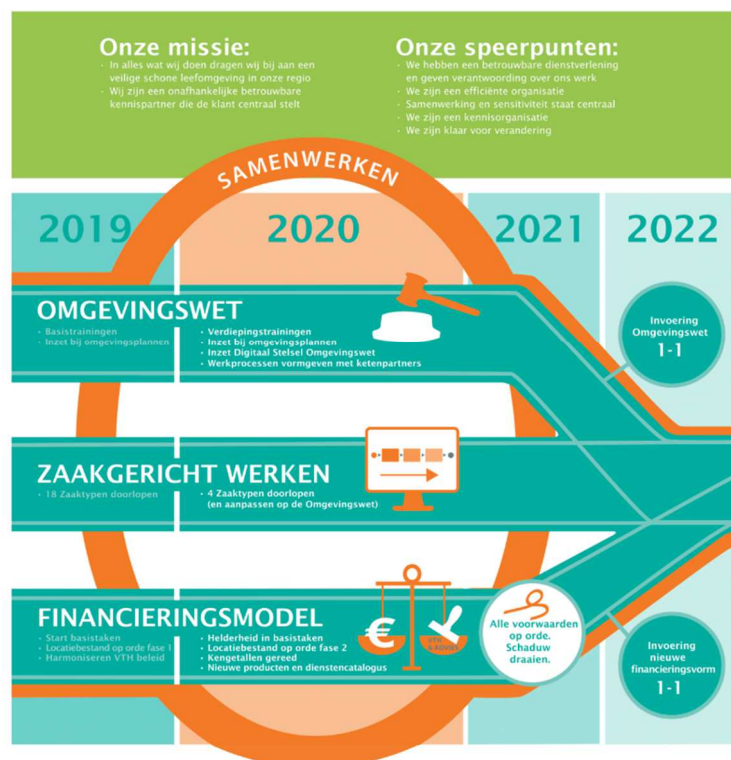 Onze missie:
· In alles wat wij doen dragen wij bij aan een
veilige schone leefomgeving in onze regio
· Wij zijn een onafhankelijke betrouwbare
kennispartner die de klant centraal stelt
Onze speerpunten:
· We hebben een betrouwbare dienstverlening
en geven verantwoording over ons werk
· We zijn een efficiënte organisatie
· Samenwerking en sensitiviteit staat centraal
· We zijn een kennisorganisatie
· We zijn klaar voor verandering
SAMENWERKEN
2019
2020
2021
2022
OMGEVINGSWET
· Basistrainingen
· Inzet bij omgevingsplannen
· Verdiepingstrainingen
· Inzet bij omgevingsplannen
· Inzet Digitaal Stelsel Omgevingswet
· Werkprocessen vormgeven met ketenpartners
Invoering
Omgevingswet
1-1
ZAAKGERICHT WERKEN
· 18 Zaaktypen doorlopen
· 4 Zaaktypen doorlopen
(en aanpassen op de Omgevingswet)
FINANCIERINGSMODEL
· Start basistaken
· Locatiebestand op orde fase 1
· Harmoniseren VTH beleid
· Helderheid in basistaken
· Locatiebestand op orde fase 2
· Kengetallen gereed
· Nieuwe producten en dienstencatalogus
€
& ADVIES
Alle voorwaarden
op orde.
Schaduw
draaien.
Invoering
nieuwe
financieringsvorm
1-1